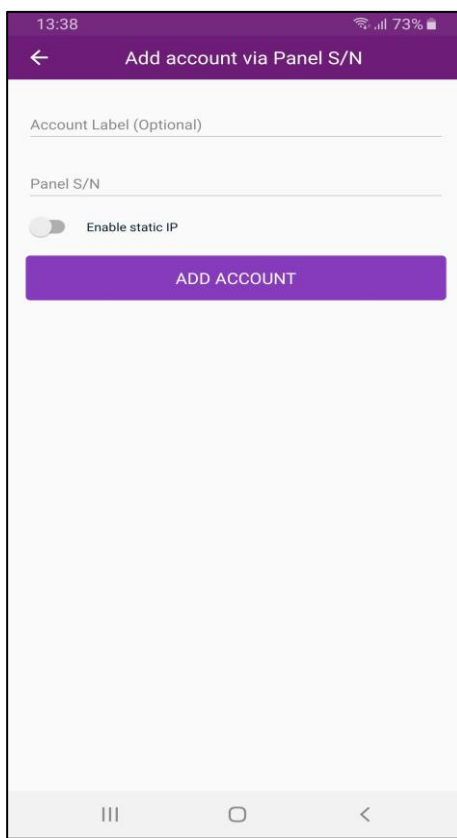 13:38 73%
Add account via Panel S/N
Account Label (Optional)
Panel S/N
Enable static IP
ADD ACCOUNT